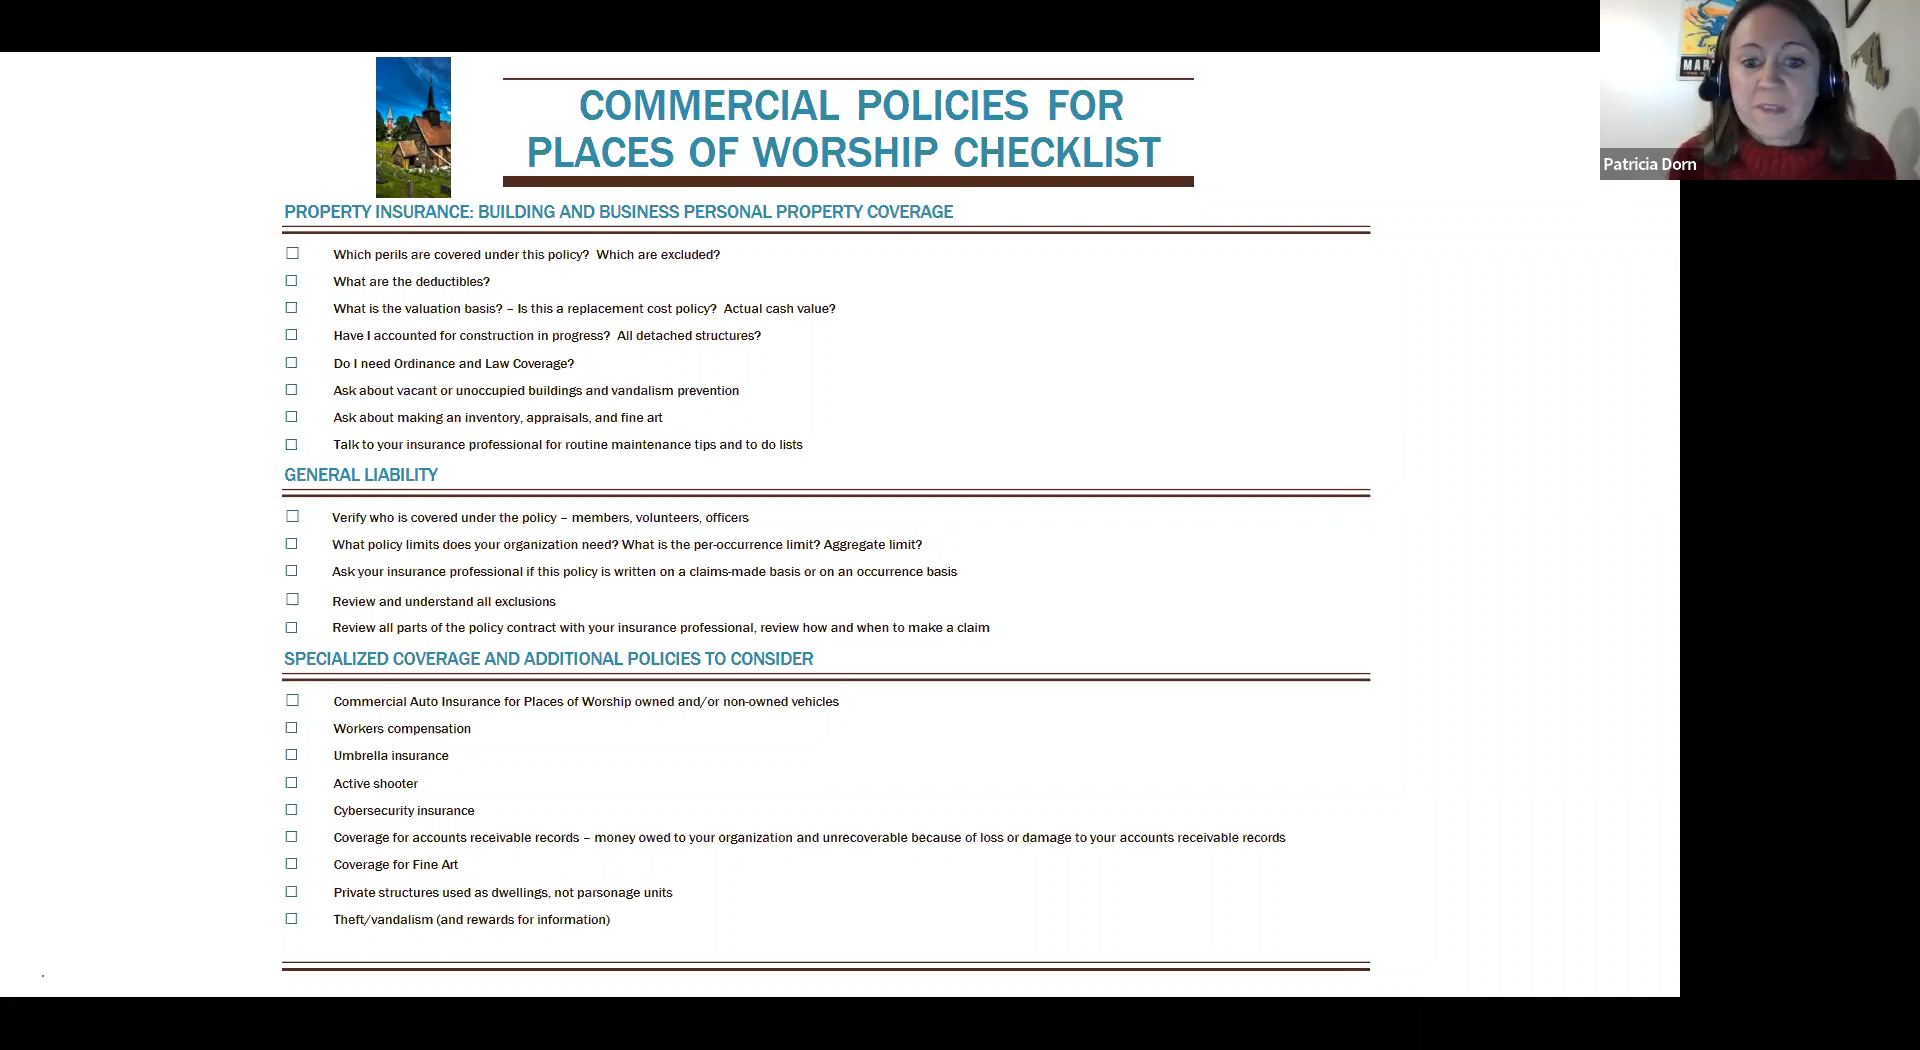 COMMERCIAL POLICIES FOR
PLACES OF WORSHIP CHECKLIST
PROPERTY INSURANCE: BUILDING AND BUSINESS PERSONAL PROPERTY COVERAGE
☐ Which perils are covered under this policy? Which are excluded?
☐ What are the deductibles?
☐ What is the valuation basis? – Is this a replacement cost policy? Actual cash value?
☐ Have I accounted for construction in progress? All detached structures?
☐ Do I need Ordinance and Law Coverage?
☐ Ask about vacant or unoccupied buildings and vandalism prevention
☐ Ask about making an inventory, appraisals, and fine art
☐ Talk to your insurance professional for routine maintenance tips and to do lists
GENERAL LIABILITY
☐ Verify who is covered under the policy – members, volunteers, officers
☐ What policy limits does your organization need? What is the per-occurrence limit? Aggregate limit?
☐ Ask your insurance professional if this policy is written on a claims-made basis or on an occurrence basis
☐ Review and understand all exclusions
☐ Review all parts of the policy contract with your insurance professional, review how and when to make a claim
SPECIALIZED COVERAGE AND ADDITIONAL POLICIES TO CONSIDER
☐ Commercial Auto Insurance for Places of Worship owned and/or non-owned vehicles
☐ Workers compensation
☐ Umbrella insurance
☐ Active shooter
☐ Cybersecurity insurance
☐ Coverage for accounts receivable records – money owed to your organization and unrecoverable because of loss or damage to your accounts receivable records
☐ Coverage for Fine Art
☐ Private structures used as dwellings, not parsonage units
☐ Theft/vandalism (and rewards for information)
Patricia Dorn